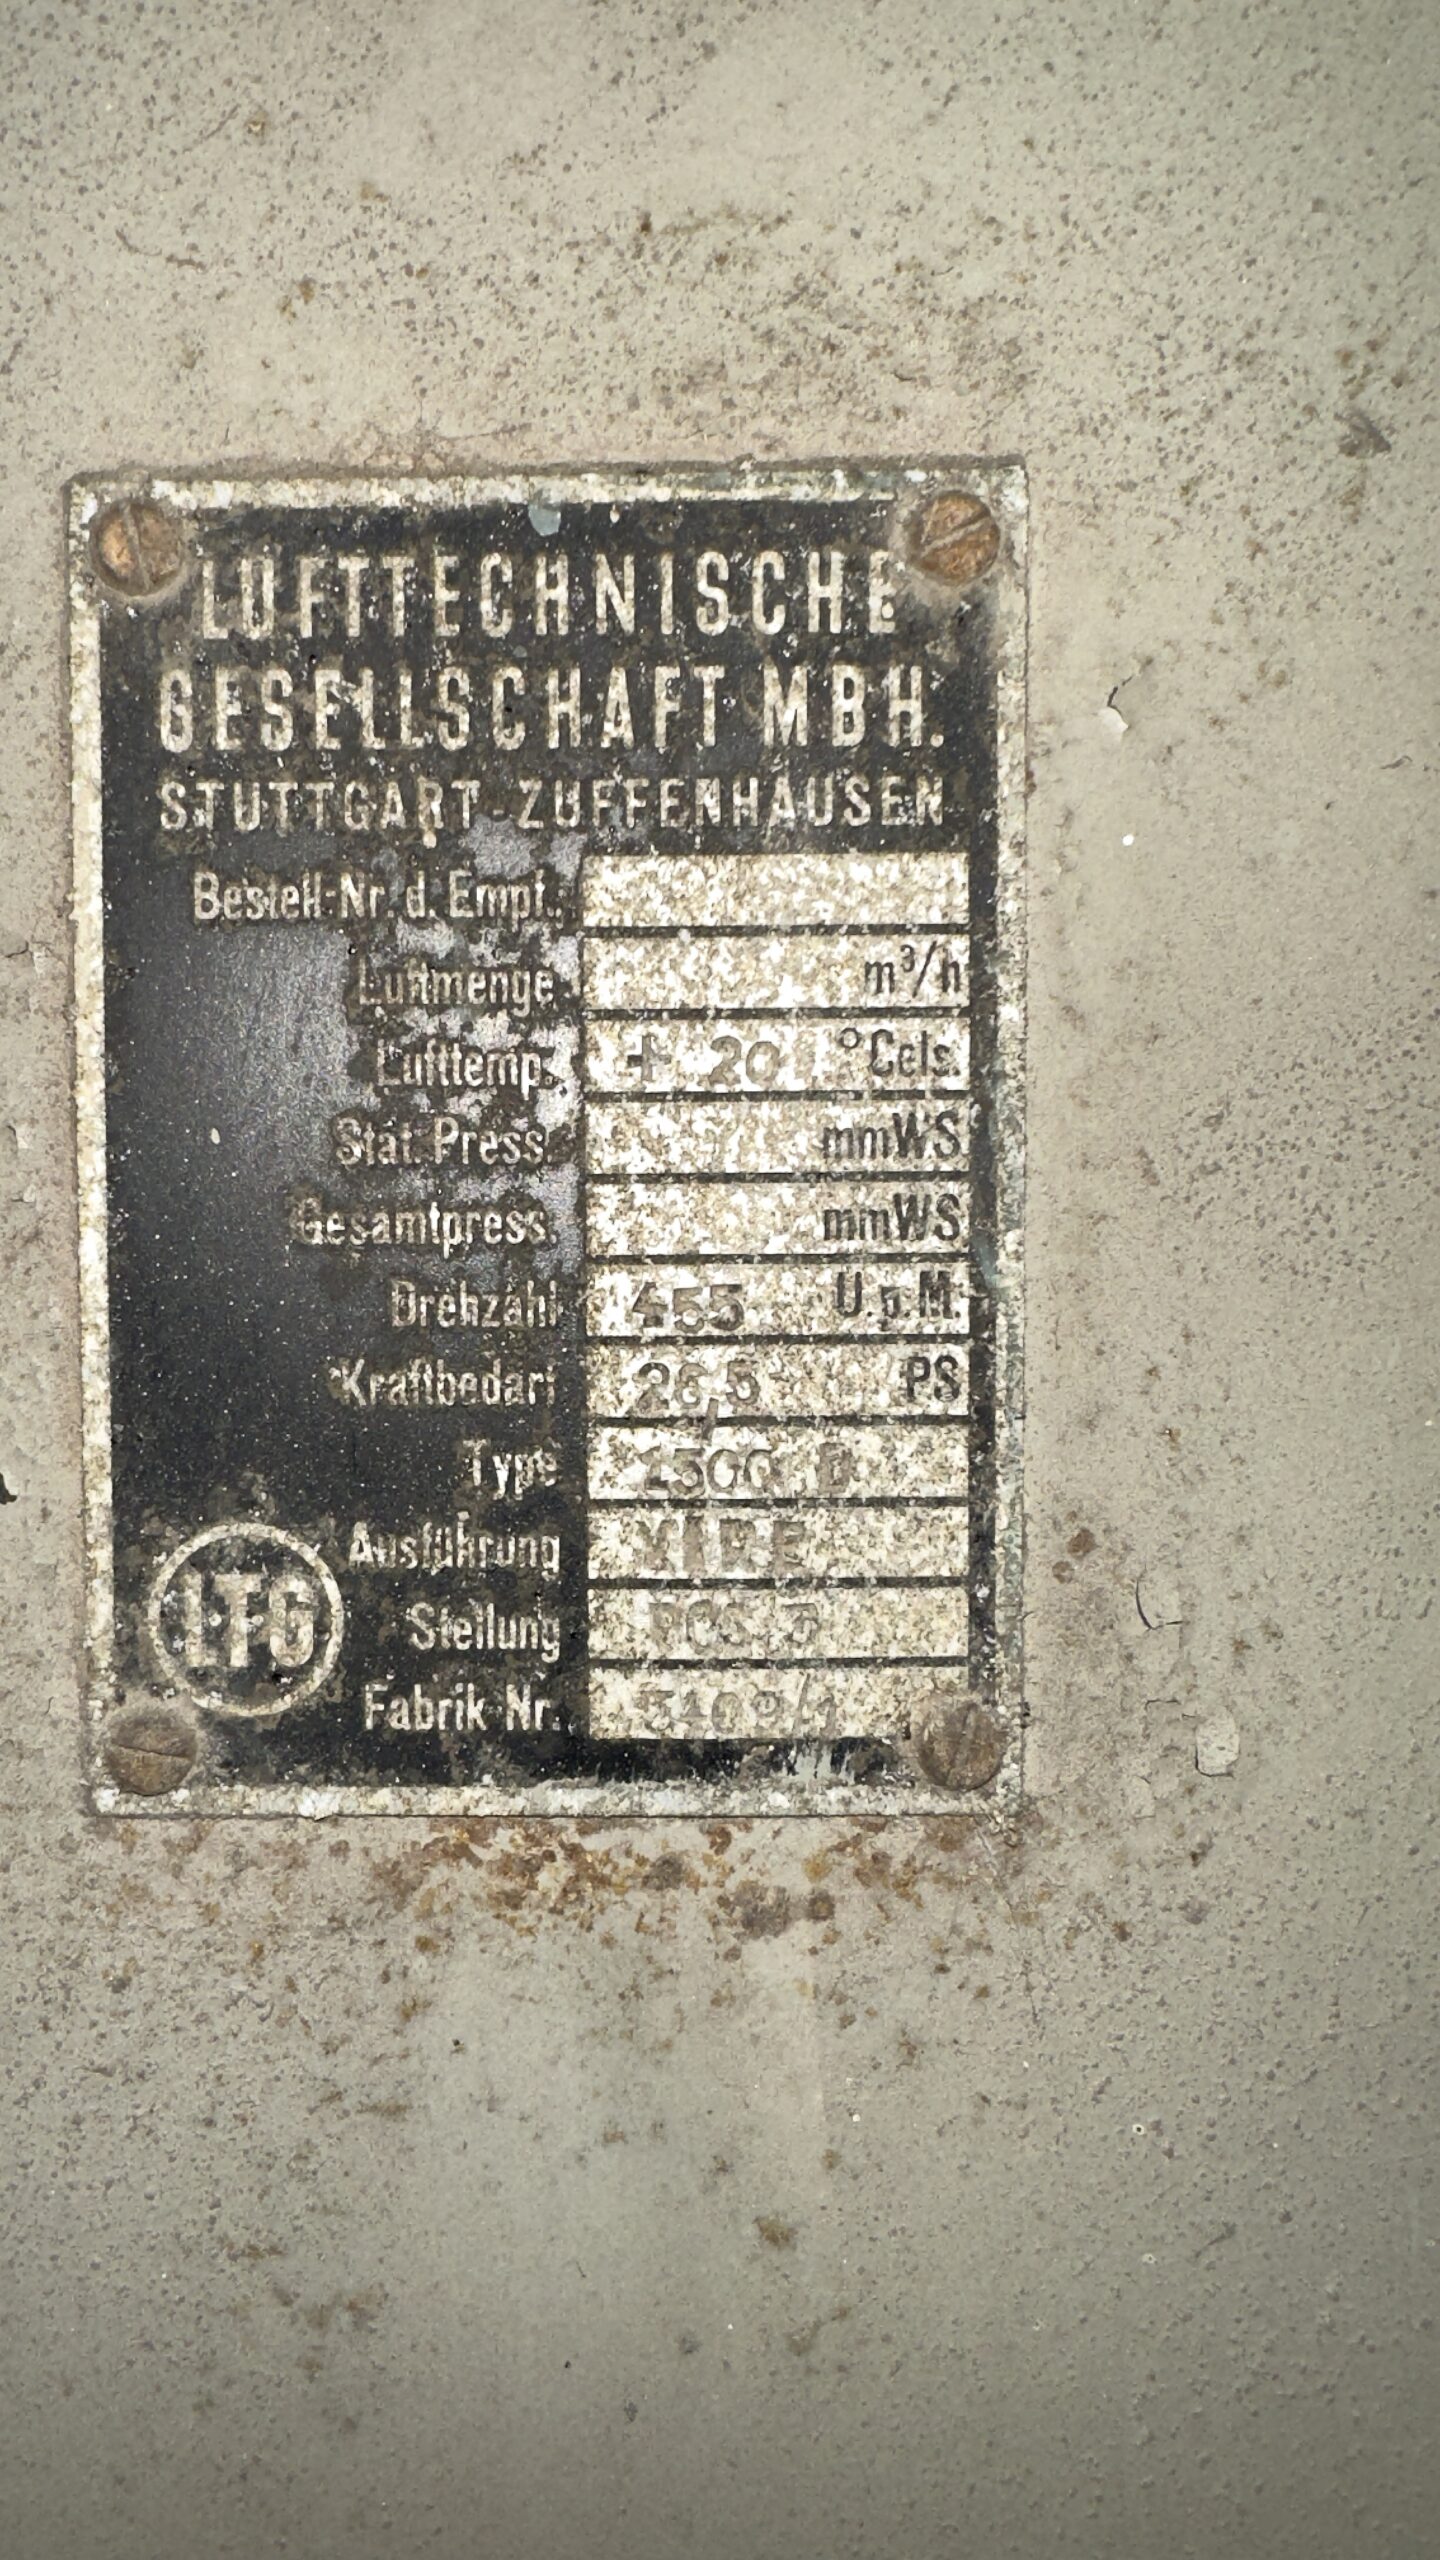 LUFTTECHNISCHE
GESELLSCHAFT MBH.
STUTTGART-ZUFFENHAUSEN
Bestell-Nr. d. Empf.:
Luftmenge m³/h
Lufttemp. + 20 °Cels.
Stat. Press. mmWS
Gesamtpress. mmWS
Drehzahl 455 U.p.M.
Kraftbedarf PS
Type
Ausführung
Stellung
LTG
Fabrik-Nr.